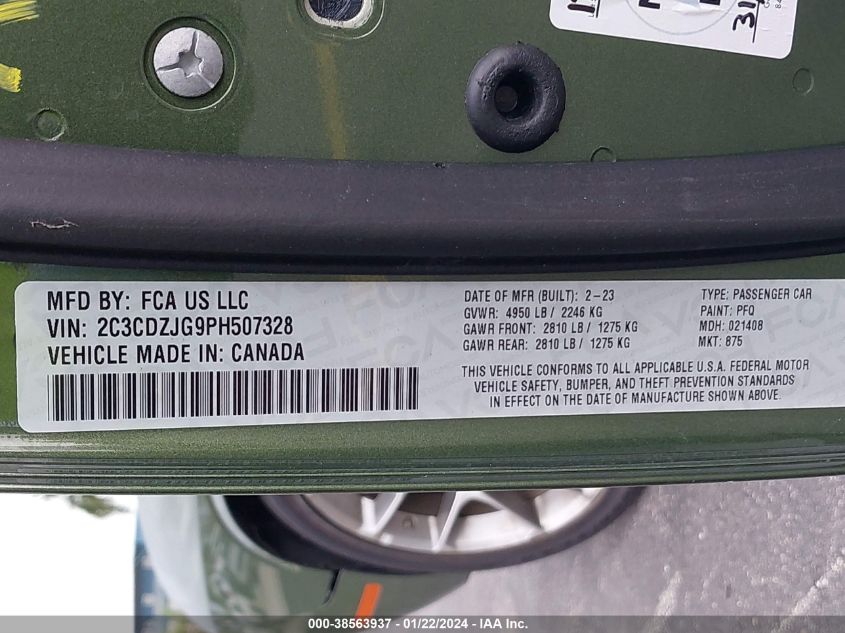 31
MFD BY: FCA US LLC
VIN: 2C3CDZJG9PH507328
VEHICLE MADE IN: CANADA
DATE OF MFR (BUILT): 2-23
GVWR: 4950 LB / 2246 KG
GAWR FRONT: 2810 LB / 1275 KG
GAWR REAR: 2810 LB / 1275 KG
TYPE: PASSENGER CAR
PAINT: PFQ
MDH: 021408
MKT: 875
THIS VEHICLE CONFORMS TO ALL APPLICABLE U.S.A. FEDERAL MOTOR
VEHICLE SAFETY, BUMPER, AND THEFT PREVENTION STANDARDS
IN EFFECT ON THE DATE OF MANUFACTURE SHOWN ABOVE.
000-38563937 - 01/22/2024 - IAA Inc.